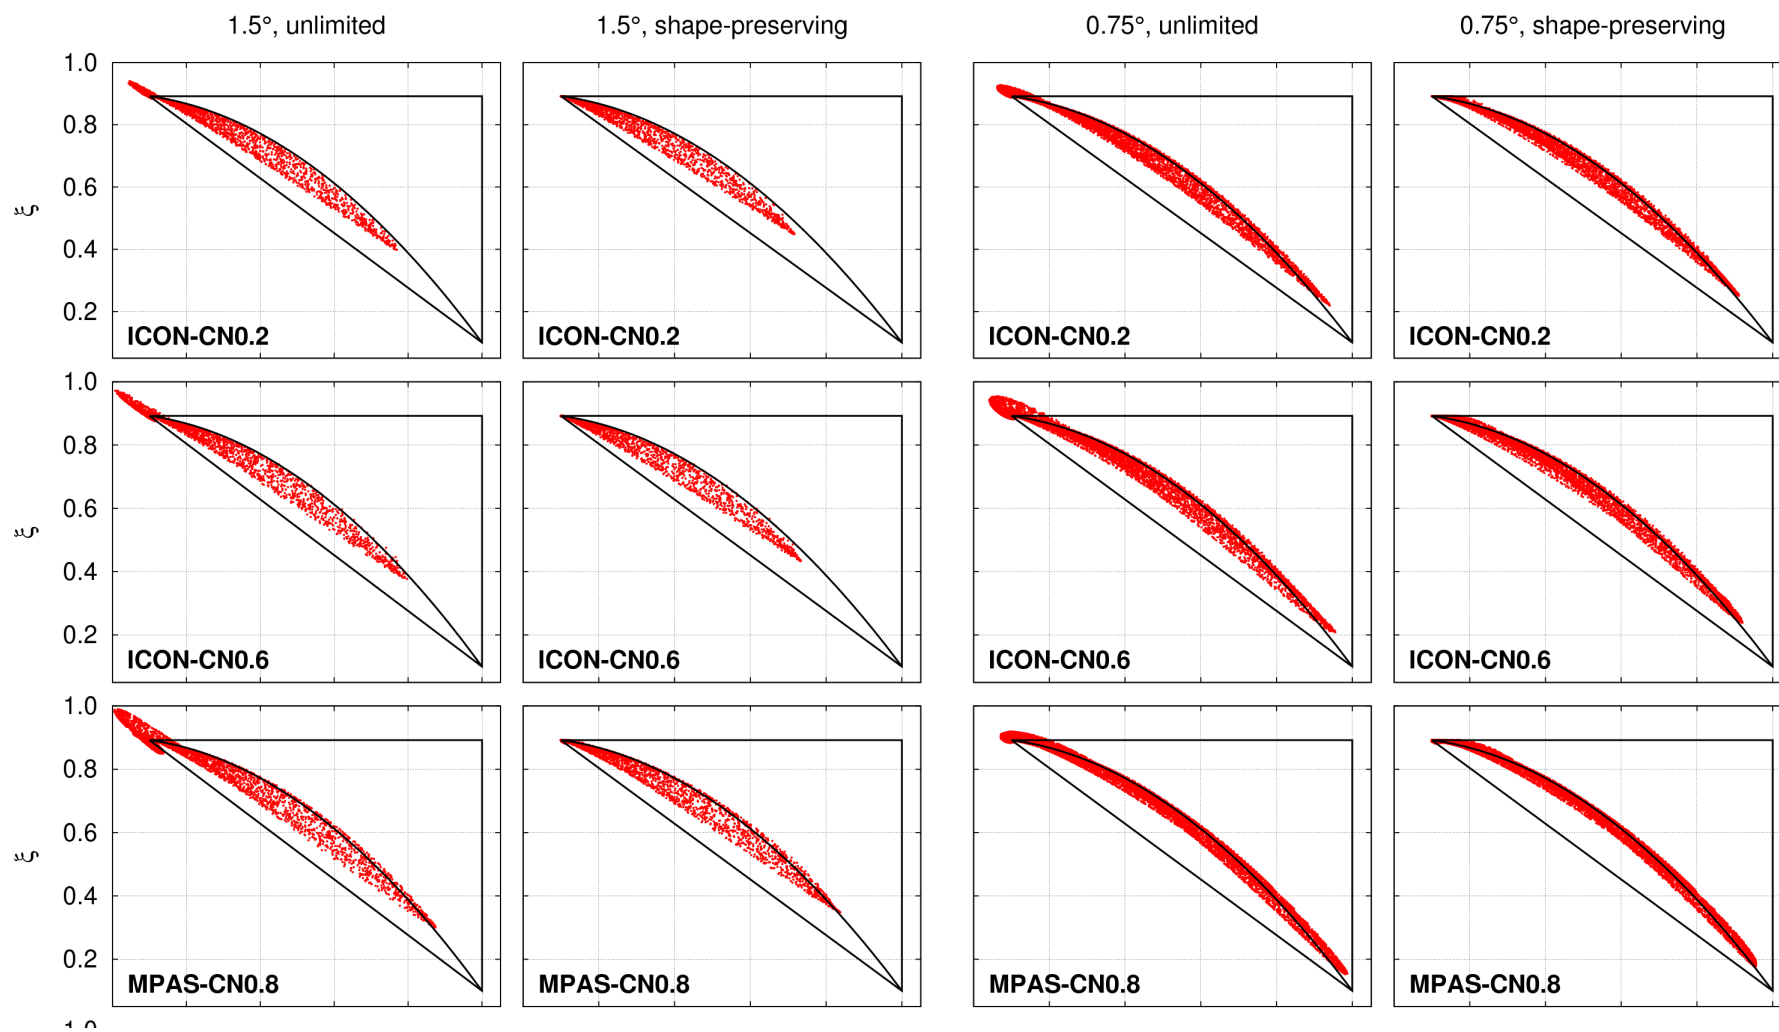 1.5°, unlimited 1.5°, shape-preserving 0.75°, unlimited 0.75°, shape-preserving
1.0
0.8
0.6
ξ
0.4
0.2
ICON-CN0.2 ICON-CN0.2 ICON-CN0.2 ICON-CN0.2
1.0
0.8
0.6
ξ
0.4
0.2
ICON-CN0.6 ICON-CN0.6 ICON-CN0.6 ICON-CN0.6
1.0
0.8
0.6
ξ
0.4
0.2
MPAS-CN0.8 MPAS-CN0.8 MPAS-CN0.8 MPAS-CN0.8
1.0